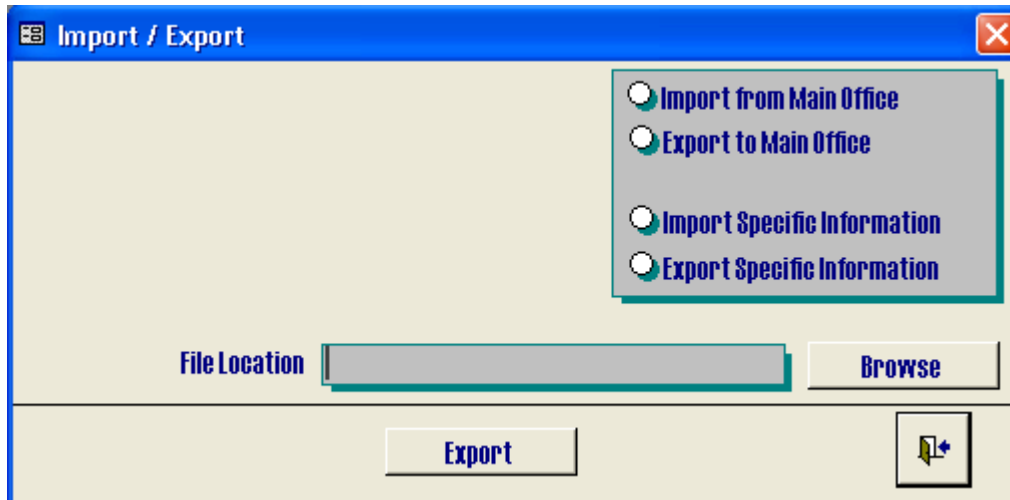 Import / Export
Import from Main Office
Export to Main Office
Import Specific Information
Export Specific Information
File Location
Browse
Export